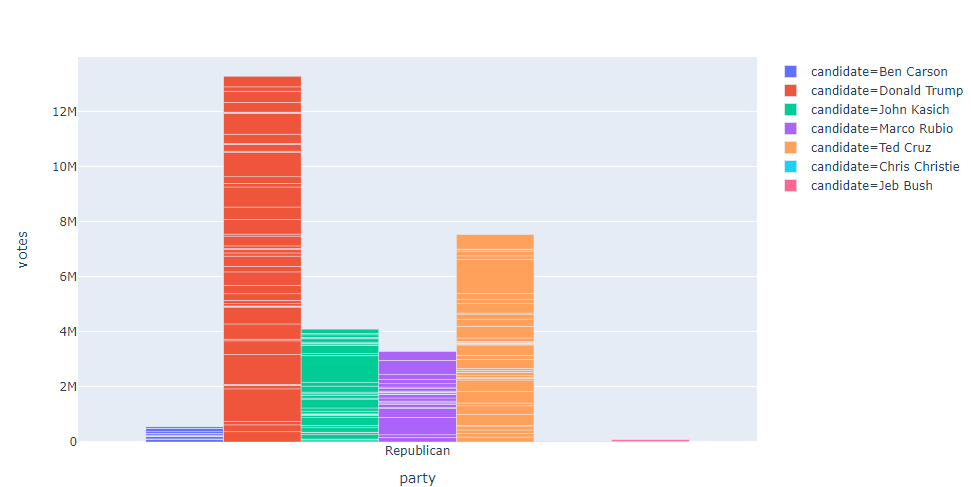 candidate=Ben Carson
candidate=Donald Trump
candidate=John Kasich
candidate=Marco Rubio
candidate=Ted Cruz
candidate=Chris Christie
candidate=Jeb Bush
12M
10M
8M
6M
4M
2M
0
votes
Republican
party